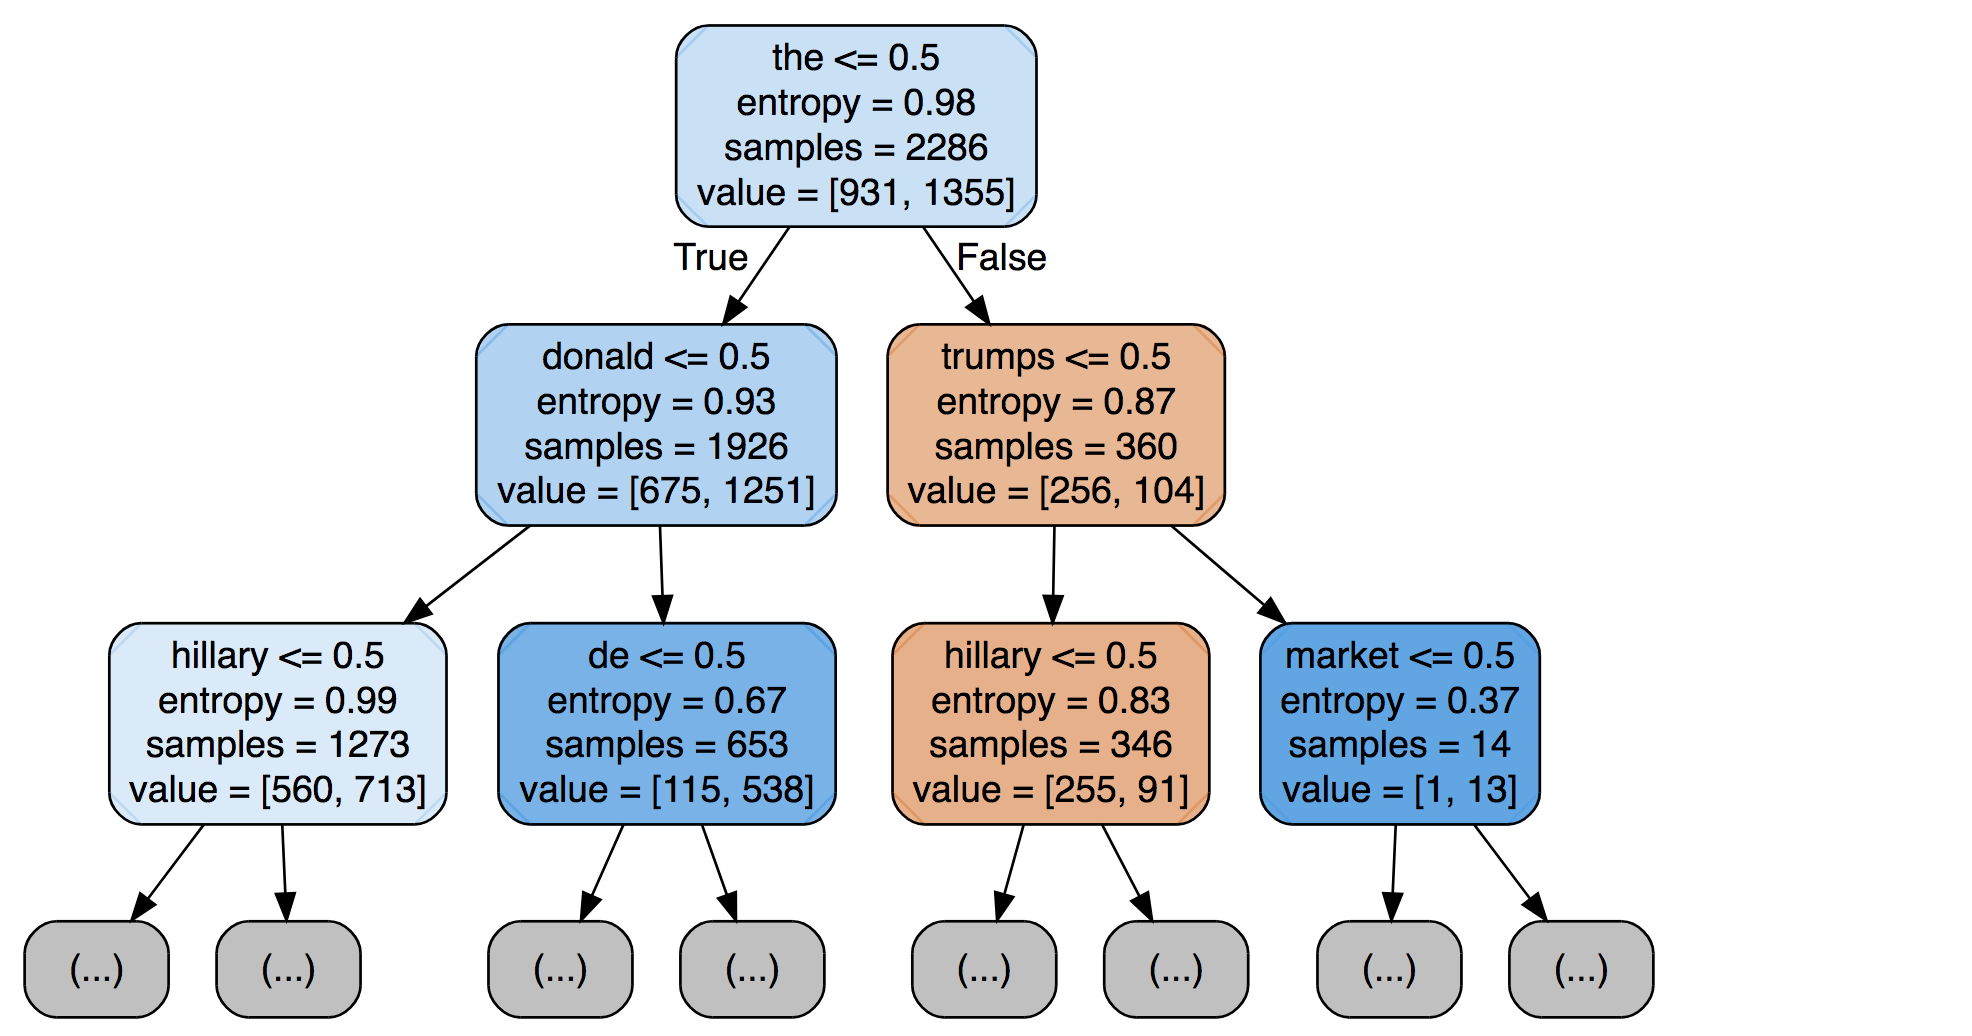 the <= 0.5
entropy = 0.98
samples = 2286
value = [931, 1355]
True
False
donald <= 0.5
entropy = 0.93
samples = 1926
value = [675, 1251]
trumps <= 0.5
entropy = 0.87
samples = 360
value = [256, 104]
hillary <= 0.5
entropy = 0.99
samples = 1273
value = [560, 713]
de <= 0.5
entropy = 0.67
samples = 653
value = [115, 538]
hillary <= 0.5
entropy = 0.83
samples = 346
value = [255, 91]
market <= 0.5
entropy = 0.37
samples = 14
value = [1, 13]
(...)
(...)
(...)
(...)
(...)
(...)
(...)
(...)